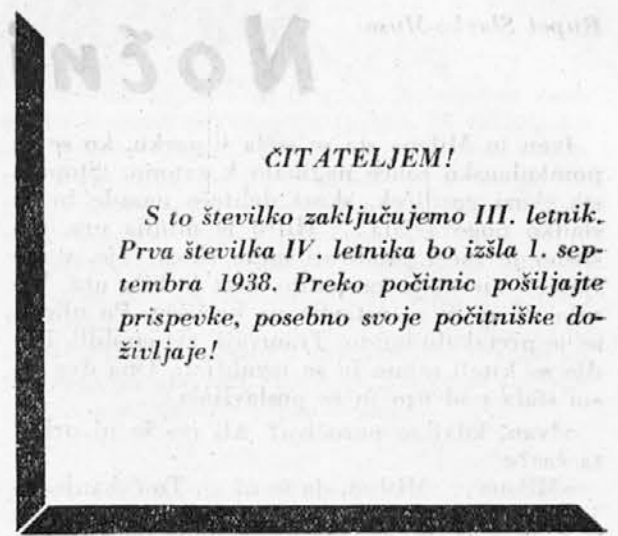 ČITATELJEM!
S to številko zaključujemo III. letnik.
Prva številka IV. letnika bo izšla 1. sep-
tembra 1938. Preko počitnic pošiljajte
prispevke, posebno svoje počitniške do-
življaje!